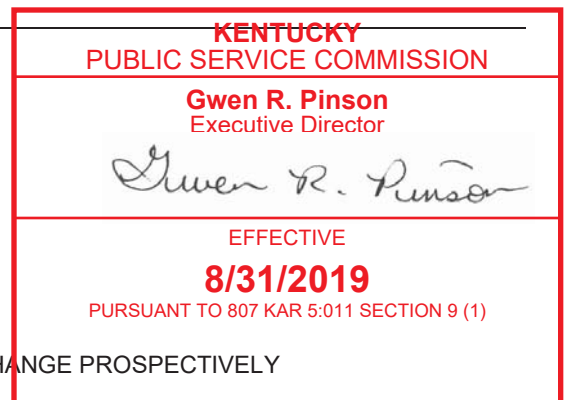 KENTUCKY
PUBLIC SERVICE COMMISSION
Gwen R. Pinson
Executive Director
Gwen R. Pinson
EFFECTIVE
8/31/2019
PURSUANT TO 807 KAR 5:011 SECTION 9 (1)
HANGE PROSPECTIVELY